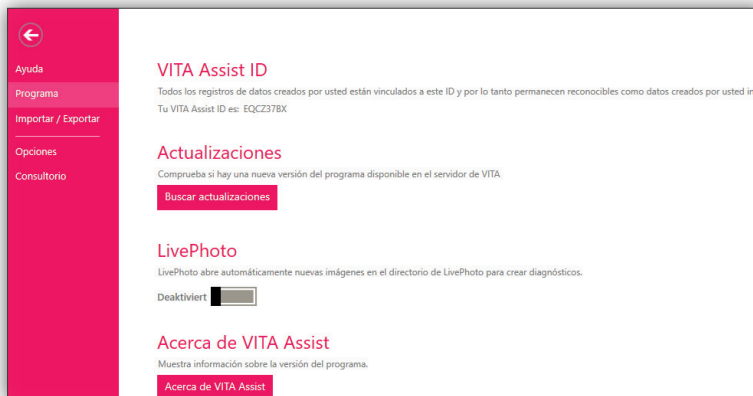 Ayuda
Programa
Importar / Exportar
Opciones
Consultorio
VITA Assist ID
Todos los registros de datos creados por usted están vinculados a este ID y por lo tanto permanecen reconocibles como datos creados por usted in
Tu VITA Assist ID es: EQCZ378X
Actualizaciones
Comprueba si hay una nueva versión del programa disponible en el servidor de VITA
Buscar actualizaciones
LivePhoto
LivePhoto abre automáticamente nuevas imágenes en el directorio de LivePhoto para crear diagnósticos.
Deaktiviert
Acerca de VITA Assist
Muestra información sobre la versión del programa.
Acerca de VITA Assist